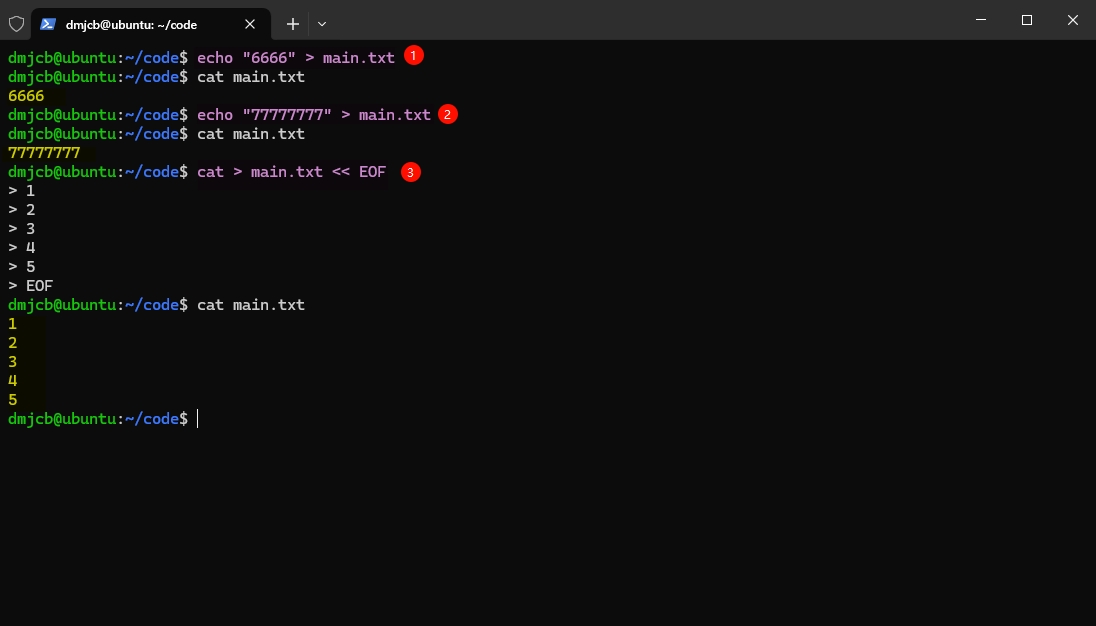 dmjcb@ubuntu: ~/code
dmjcb@ubuntu:~/code$ echo "6666" > main.txt 1
dmjcb@ubuntu:~/code$ cat main.txt
6666
dmjcb@ubuntu:~/code$ echo "77777777" > main.txt 2
dmjcb@ubuntu:~/code$ cat main.txt
77777777
dmjcb@ubuntu:~/code$ cat > main.txt << EOF 3
> 1
> 2
> 3
> 4
> 5
> EOF
dmjcb@ubuntu:~/code$ cat main.txt
1
2
3
4
5
dmjcb@ubuntu:~/code$